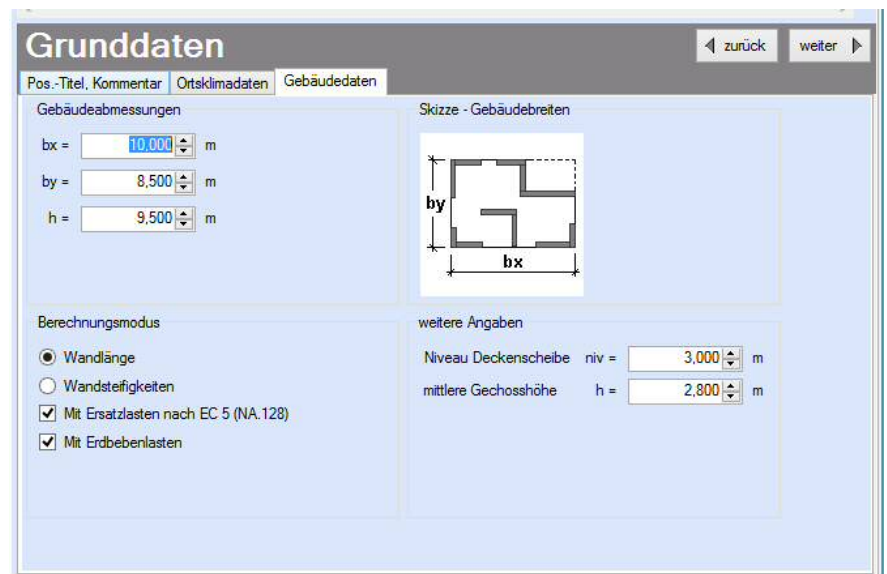 Grunddaten
zurück
weiter
Pos.-Titel, Kommentar
Ortsklimadaten
Gebäudedaten
Gebäudeabmessungen
bx = 10,000 m
by = 8,500 m
h = 9,500 m
Skizze - Gebäudebreiten
by
bx
Berechnungsmodus
Wandlänge
Wandsteifigkeiten
Mit Ersatzlasten nach EC 5 (NA.128)
Mit Erdbebenlasten
weitere Angaben
Niveau Deckenscheibe niv = 3,000 m
mittlere Gechosshöhe h = 2,800 m